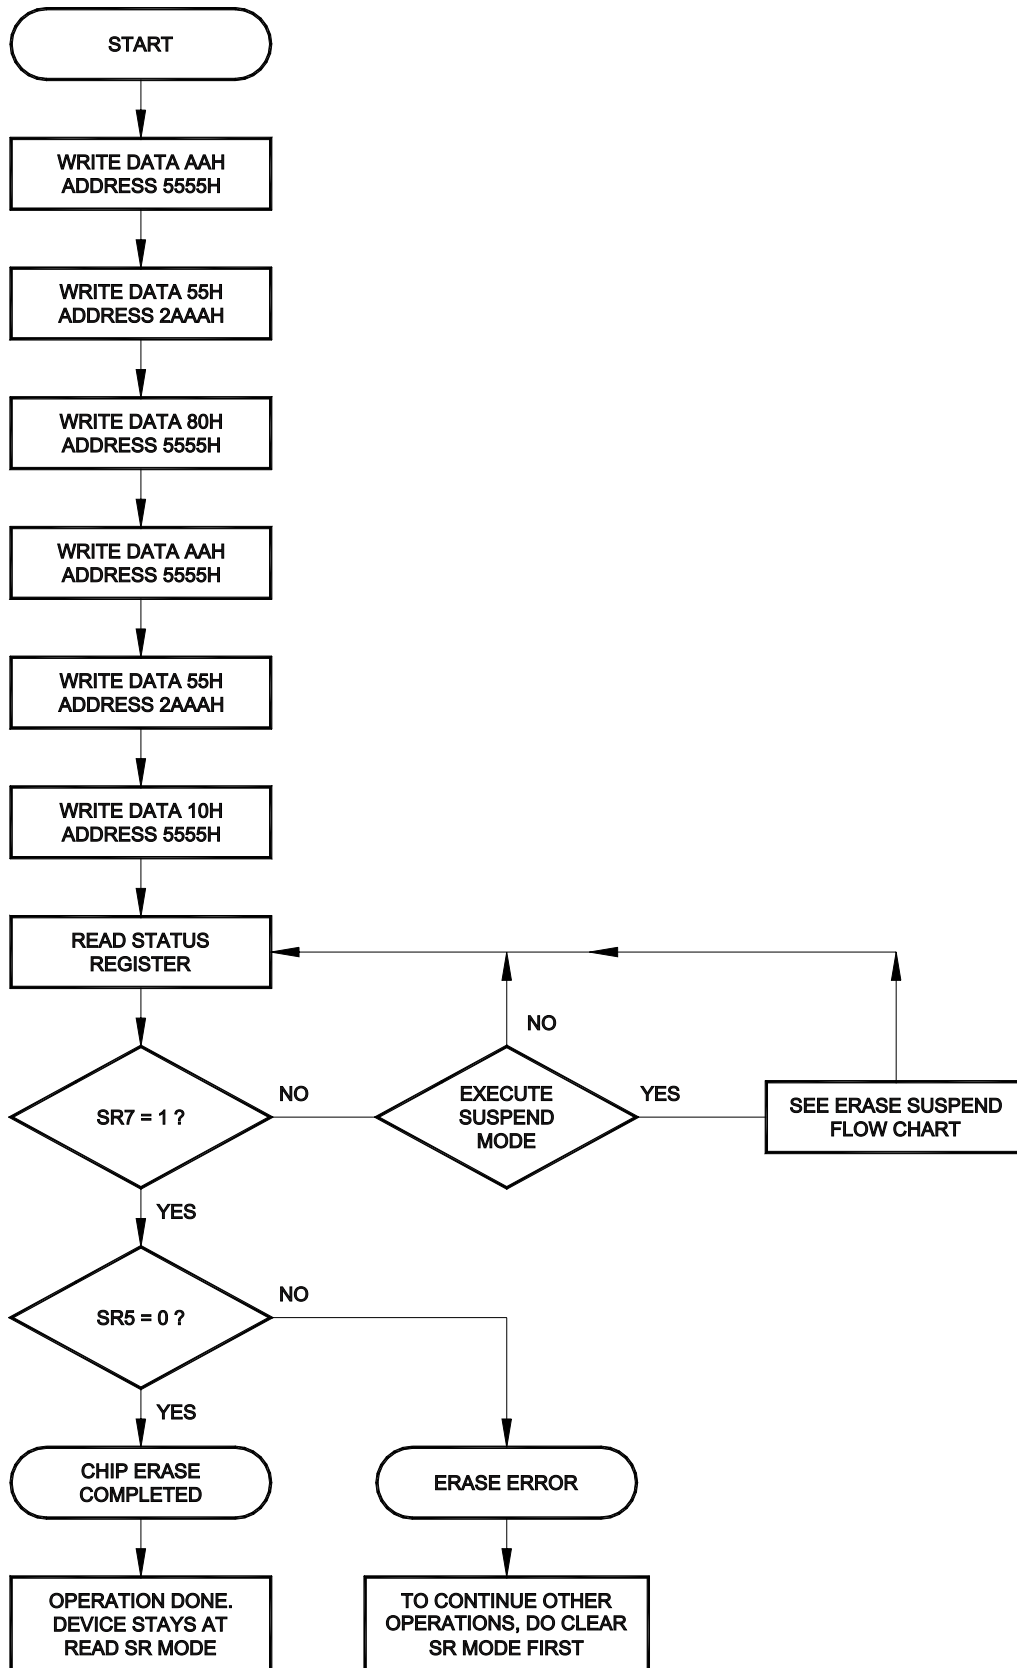 START
WRITE DATA AAH
ADDRESS 5555H
WRITE DATA 55H
ADDRESS 2AAAH
WRITE DATA 80H
ADDRESS 5555H
WRITE DATA AAH
ADDRESS 5555H
WRITE DATA 55H
ADDRESS 2AAAH
WRITE DATA 10H
ADDRESS 5555H
READ STATUS
REGISTER
NO
SR7 = 1 ?
NO
EXECUTE
SUSPEND
MODE
YES
SEE ERASE SUSPEND
FLOW CHART
YES
SR5 = 0 ?
NO
YES
CHIP ERASE
COMPLETED
ERASE ERROR
OPERATION DONE.
DEVICE STAYS AT
READ SR MODE
TO CONTINUE OTHER
OPERATIONS, DO CLEAR
SR MODE FIRST